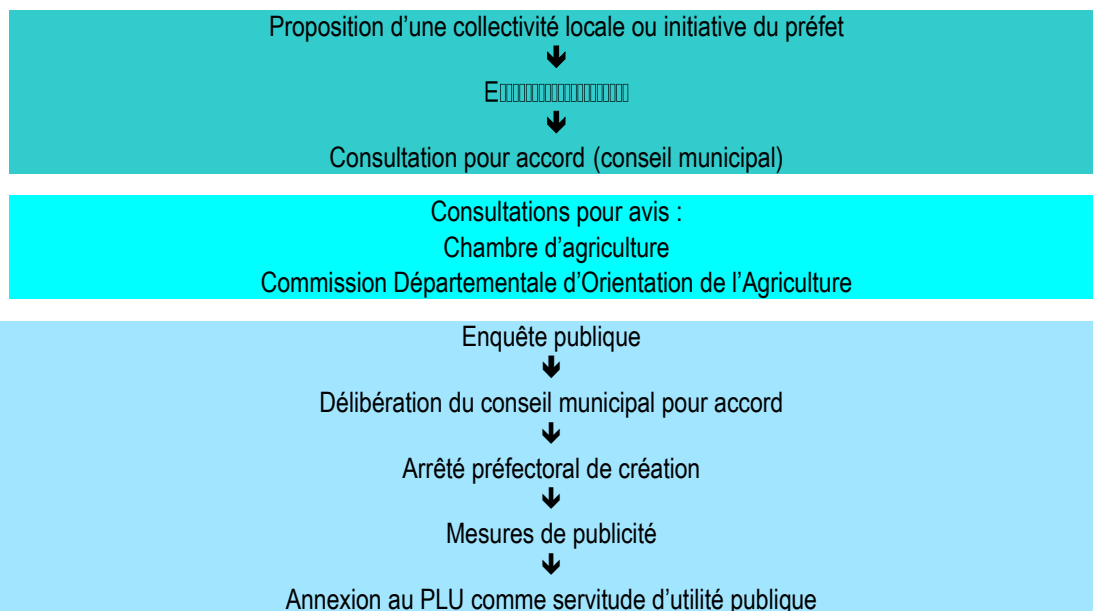 Proposition d’une collectivité locale ou initiative du préfet
Consultation pour accord (conseil municipal)
Consultations pour avis :
Chambre d’agriculture
Commission Départementale d’Orientation de l’Agriculture
Enquête publique
Délibération du conseil municipal pour accord
Arrêté préfectoral de création
Mesures de publicité
Annexion au PLU comme servitude d’utilité publique